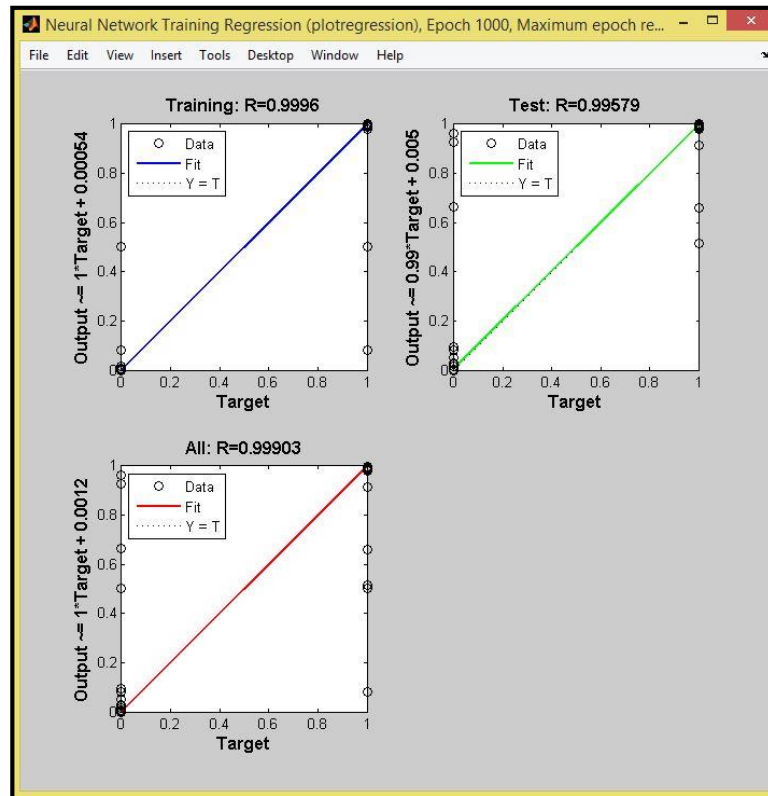 Neural Network Training Regression (plotregression), Epoch 1000, Maximum epoch re...
File Edit View Insert Tools Desktop Window Help
Training: R=0.9996
Output ~= 1*Target + 0.00054
Data
Fit
Y = T
1
0.8
0.6
0.4
0.2
0
0 0.2 0.4 0.6 0.8 1
Target
Test: R=0.99579
Output ~= 0.99*Target + 0.005
Data
Fit
Y = T
1
0.8
0.6
0.4
0.2
0
0 0.2 0.4 0.6 0.8 1
Target
All: R=0.99903
Output ~= 1*Target + 0.0012
Data
Fit
Y = T
1
0.8
0.6
0.4
0.2
0
0 0.2 0.4 0.6 0.8 1
Target